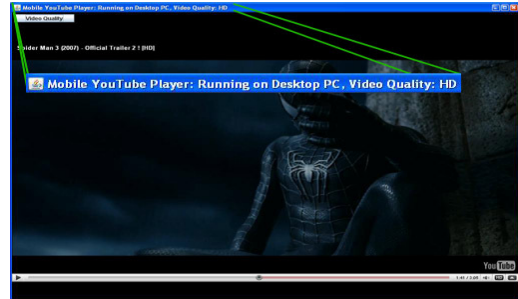 Mobile YouTube Player: Running on Desktop PC, Video Quality: HD
Video Quality
Spider Man 3 (2007) - Official Trailer 2 ! [HD]
Mobile YouTube Player: Running on Desktop PC, Video Quality: HD
You Tube
HD